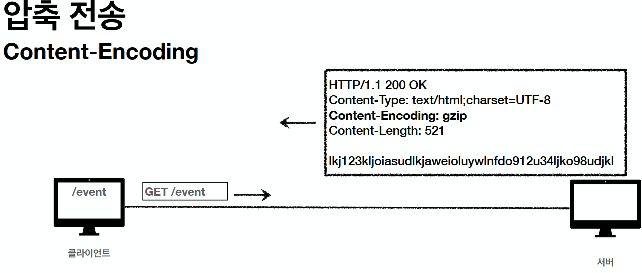 압축 전송
Content-Encoding
HTTP/1.1 200 OK
Content-Type: text/html;charset=UTF-8
Content-Encoding: gzip
Content-Length: 521
lkj123kljoiasudlkjaweioluywlnfdo912u34ljko98udjkl
/event
GET /event
클라이언트
서버